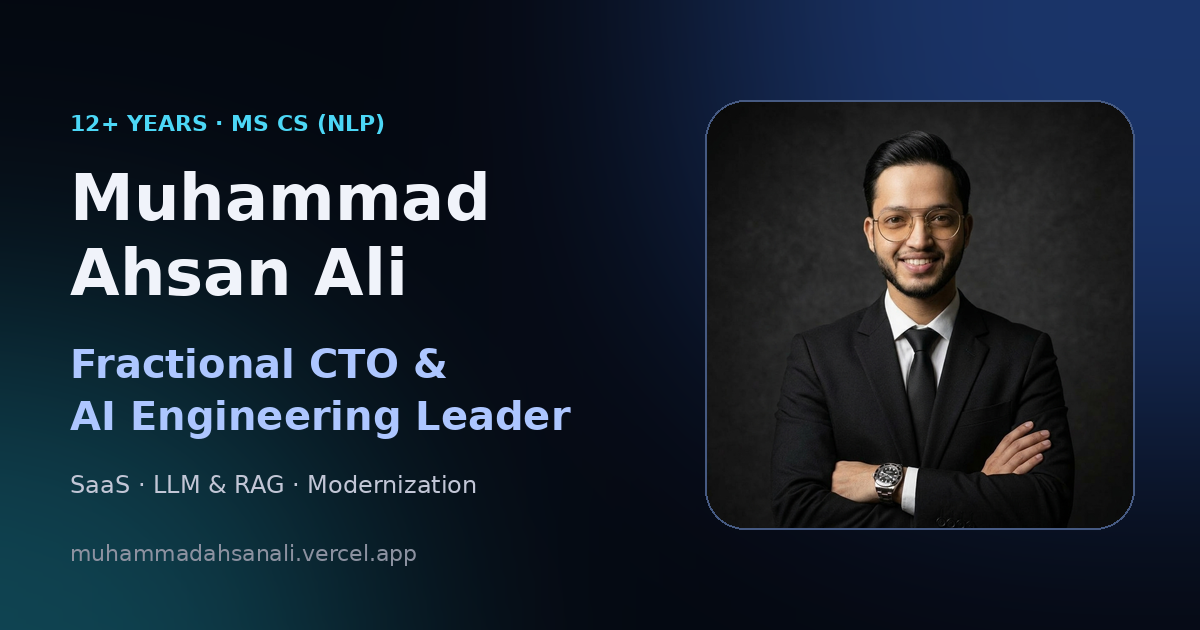 12+ YEARS · MS CS (NLP)
Muhammad
Ahsan Ali
Fractional CTO &
AI Engineering Leader
SaaS · LLM & RAG · Modernization
muhammadahsanali.vercel.app